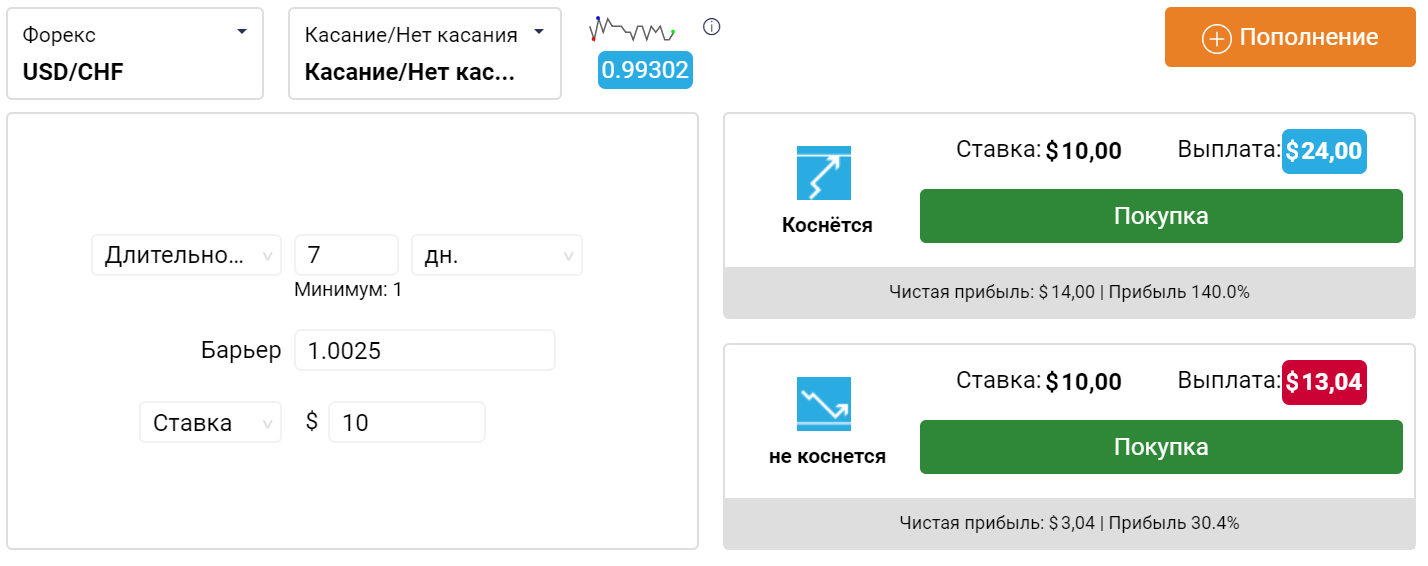 Форекс
USD/CHF
Касание/Нет касания
Касание/Нет кас...
0.99302
Пополнение
Длительно...
7
дн.
Минимум: 1
Барьер
1.0025
Ставка
$
10
Ставка: $10,00
Выплата: $24,00
Коснётся
Покупка
Чистая прибыль: $14,00 | Прибыль 140.0%
Ставка: $10,00
Выплата: $13,04
не коснется
Покупка
Чистая прибыль: $3,04 | Прибыль 30.4%